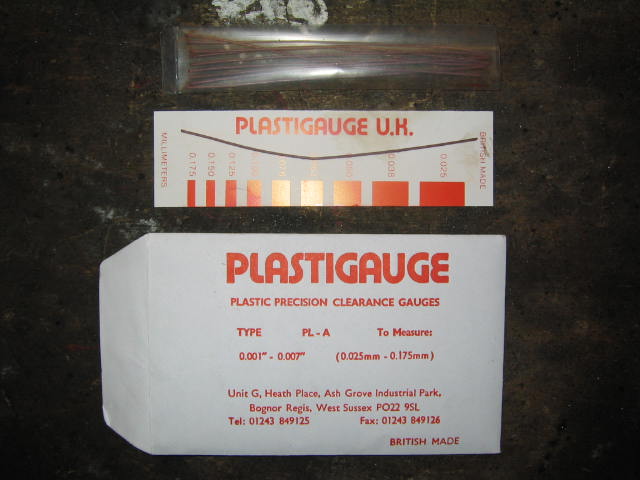 PLASTIGAUGE U.K.
MILLIMETERS
0.175
0.150
0.125
0.038
0.025
BRITISH MADE
PLASTIGAUGE
PLASTIC PRECISION CLEARANCE GAUGES
TYPE PL-A To Measure:
0.001" - 0.007" (0.025mm - 0.175mm)
Unit G, Heath Place, Ash Grove Industrial Park,
Bognor Regis, West Sussex PO22 9SL
Tel: 01243 849125 Fax: 01243 849126
BRITISH MADE